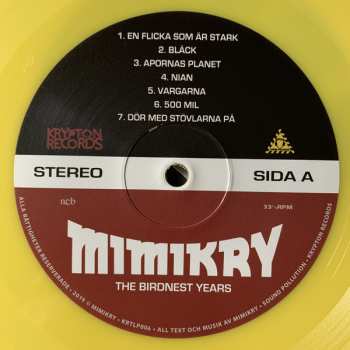 1. EN FLICKA SOM ÄR STARK
2. BLÄCK
3. APORNAS PLANET
4. NIAN
5. VARGARNA
6. 500 MIL
7. DÖR MED STÖVLARNA PÅ
KRYPTON
RECORDS
STEREO
SIDA A
ncb
33⅓RPM
MIMIKRY
THE BIRDNEST YEARS
ALLA RÄTTIGHETER RESERVERADE • 2019 © MIMIKRY • KRTLP006 • ALL TEXT OCH MUSIK AV MIMIKRY • SOUND POLLUTION • KRYPTON RECORDS